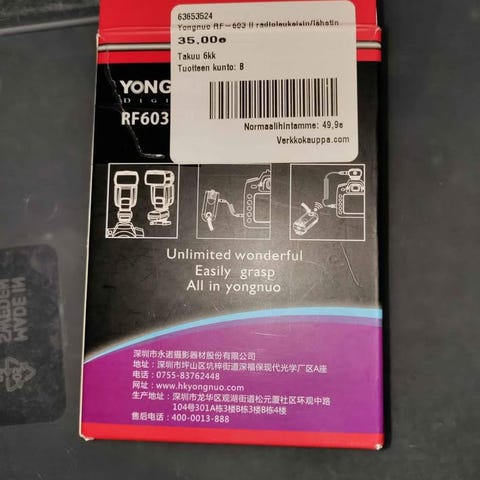 63653524
Yongnuo RF-603 II radiolaukaisin/lähetin
35,00e
Takuu 6kk
Tuotteen kunto: B
Normaalihintamme: 49,9e
Verkkokauppa.com
YONG
DIGI
RF603
Unlimited wonderful
Easily grasp
All in yongnuo
深圳市永诺摄影器材股份有限公司
地址：深圳市坪山区坑梓街道深福保现代光学厂区A座
电话：0755-83762448
网址：www.hkyongnuo.com
生产地址：深圳市龙华区观湖街道松元厦社区环观中路
104号301A栋3楼B栋3楼B栋4楼
售后电话：400-0013-888
MADE IN
SWEDEN